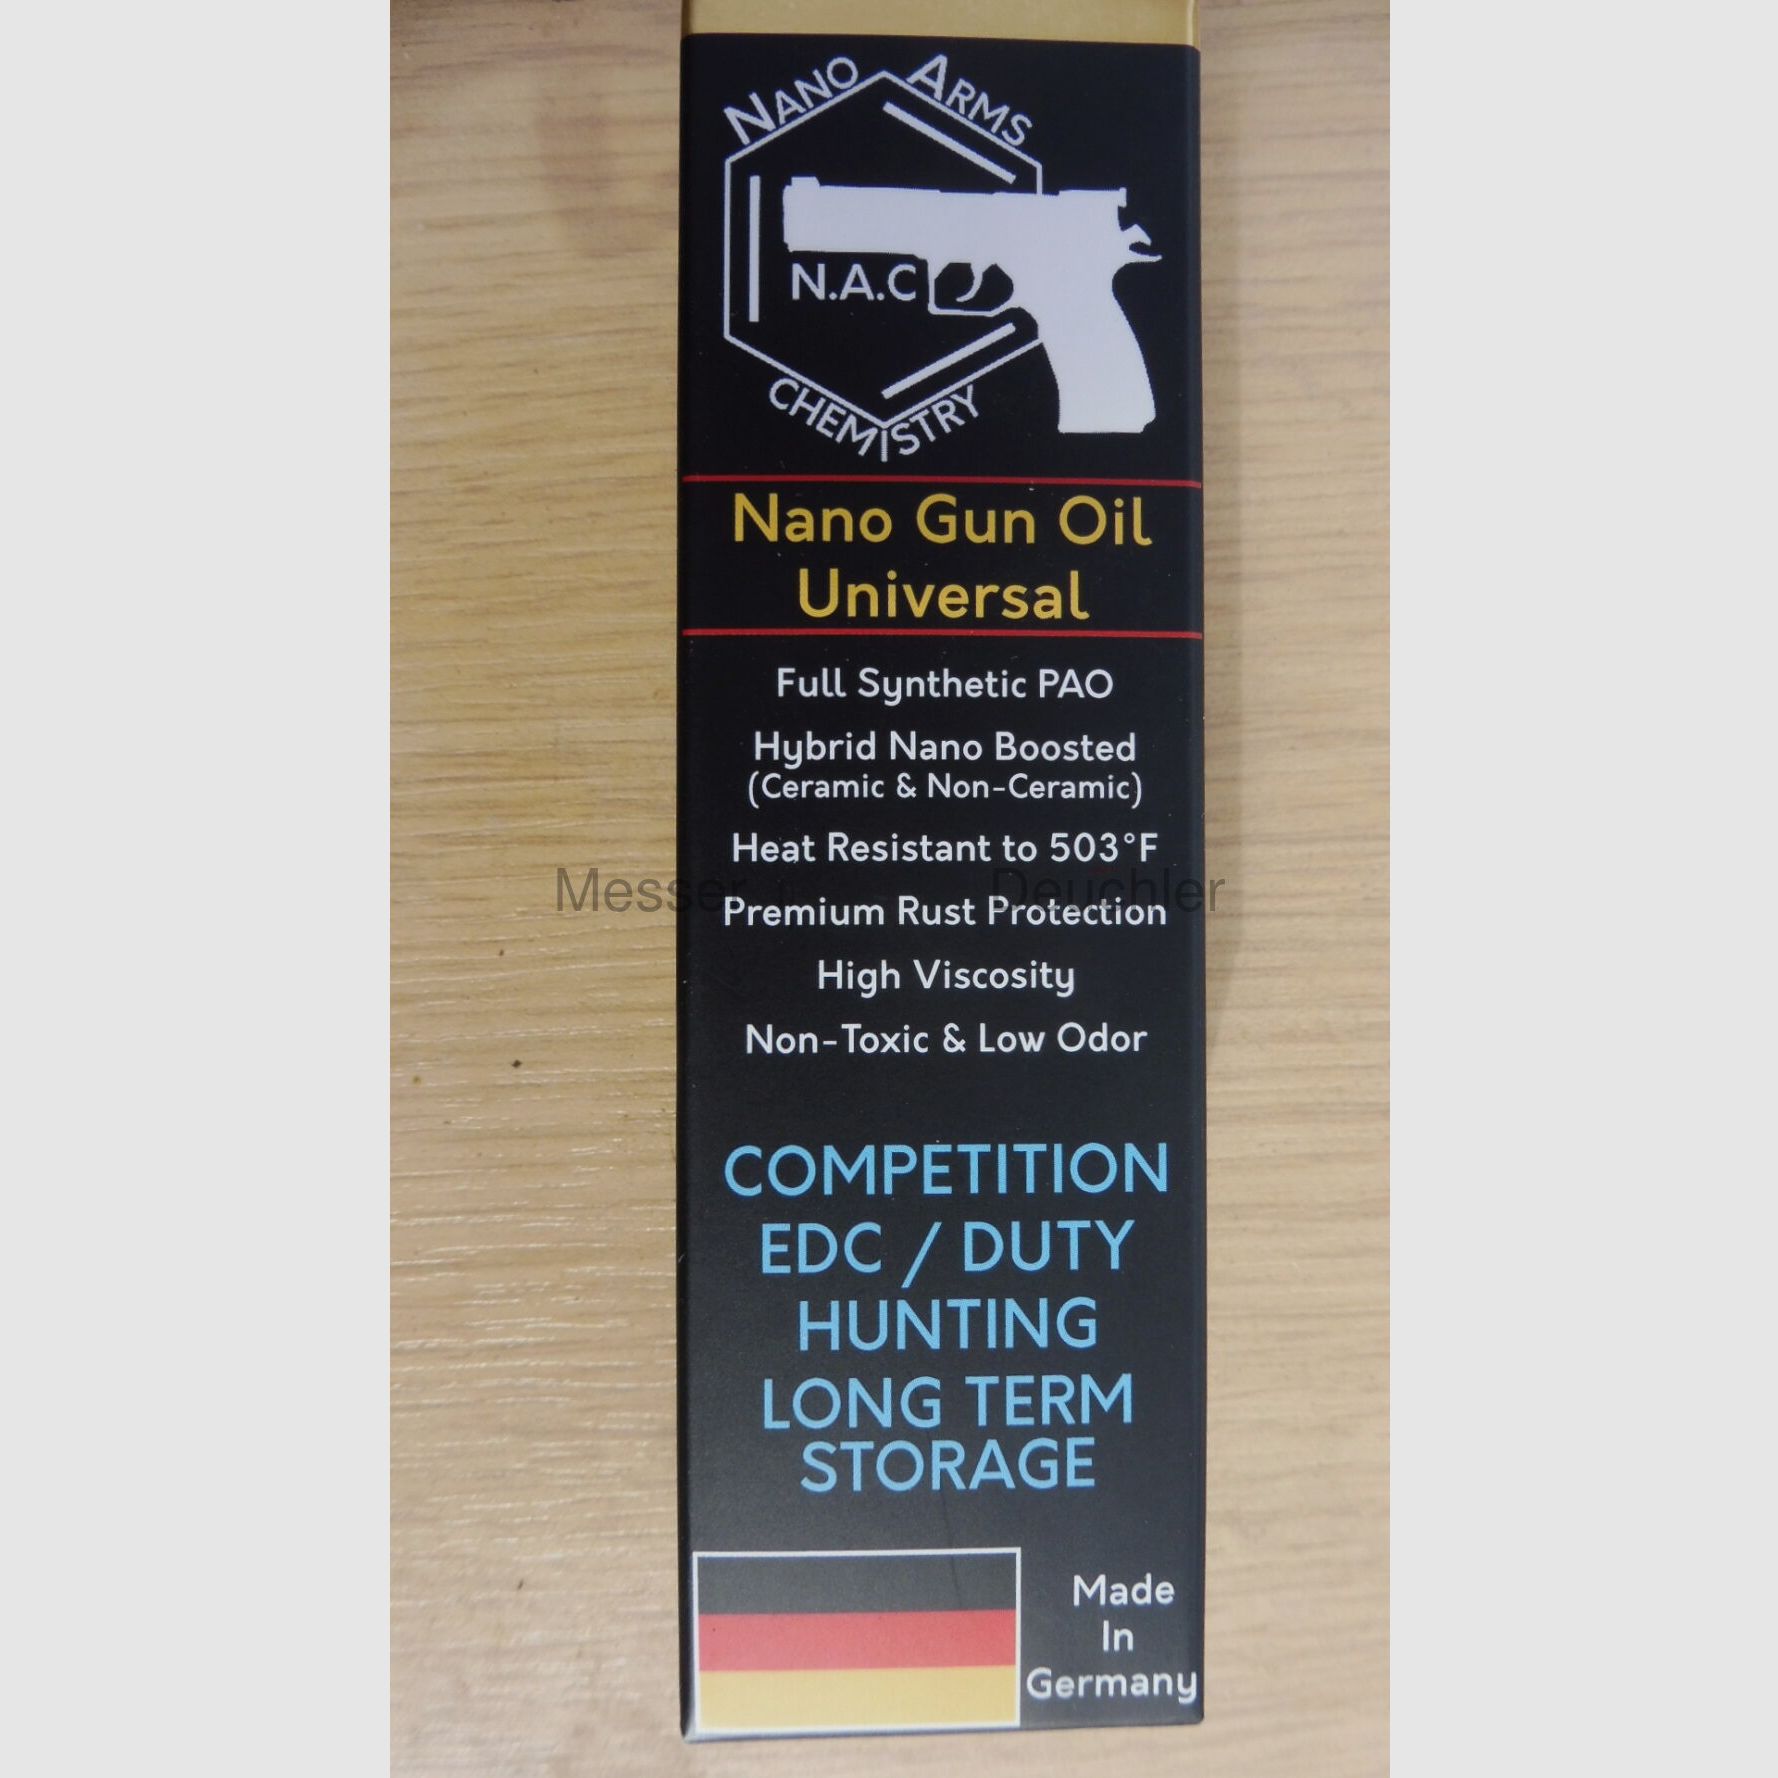 NANO ARMS
N.A.C
CHEMISTRY
Nano Gun Oil
Universal
Full Synthetic PAO
Hybrid Nano Boosted
(Ceramic & Non-Ceramic)
Heat Resistant to 503°F
Messer Deuchler
Premium Rust Protection
High Viscosity
Non-Toxic & Low Odor
COMPETITION
EDC / DUTY
HUNTING
LONG TERM
STORAGE
Made
In
Germany